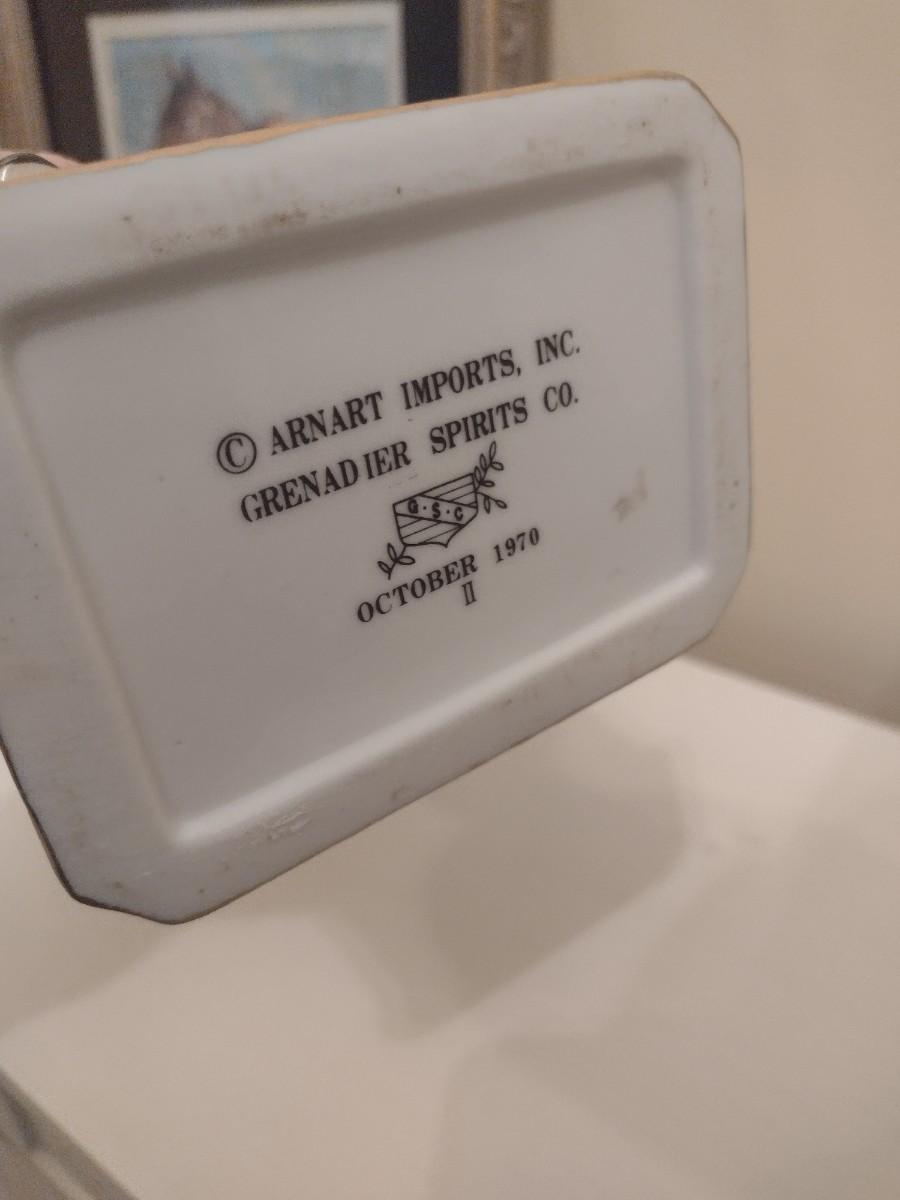 © ARNART IMPORTS, INC.
GRENADIER SPIRITS CO.
G·S·C
OCTOBER 1970
II